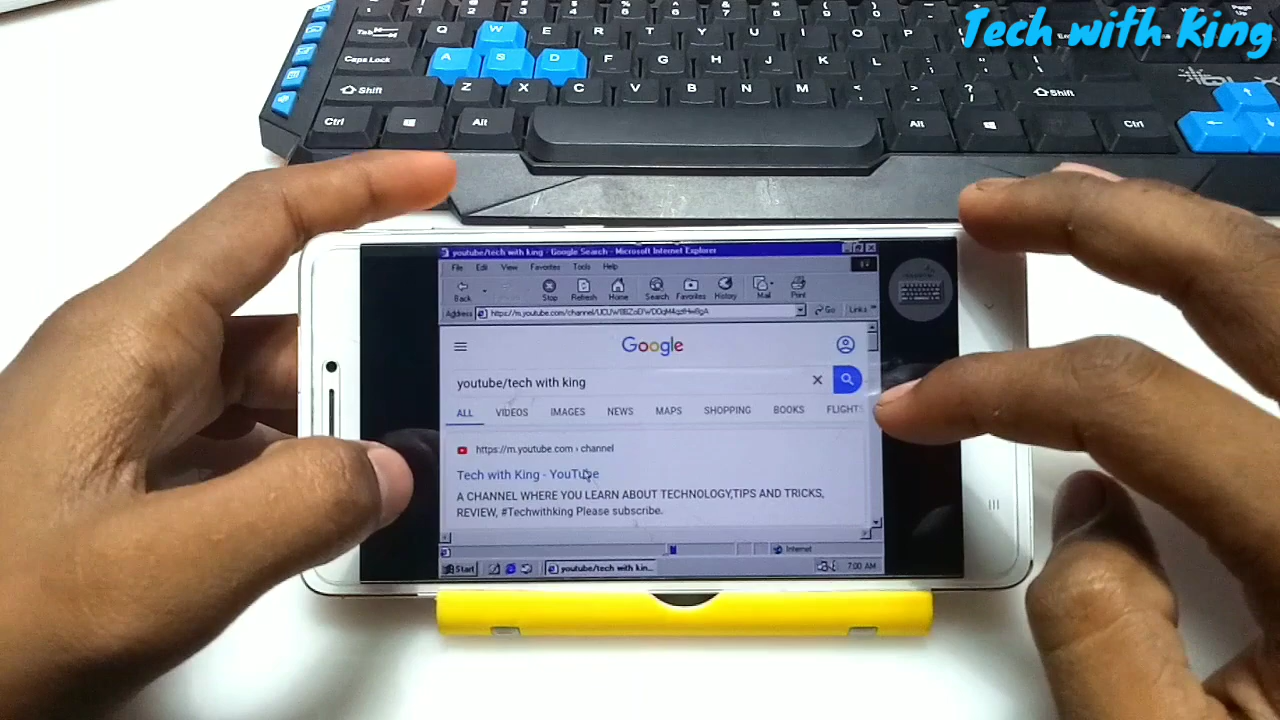 Tech with King
Tab Q W E R T Y U I O P
Caps Lock A S D F G H J K L
Shift Z X C V B N M Shift
Ctrl Alt Alt Ctrl
youtube/tech with king - Google Search - Microsoft Internet Explorer
File Edit View Favorites Tools Help
Back Stop Refresh Home Search Favorites History Mail Print
Address Go Links
Google
youtube/tech with king
ALL VIDEOS IMAGES NEWS MAPS SHOPPING BOOKS FLIGHTS
https://m.youtube.com › channel
Tech with King - YouTube
A CHANNEL WHERE YOU LEARN ABOUT TECHNOLOGY,TIPS AND TRICKS,
REVIEW, #Techwithking Please subscribe.
Internet
Start youtube/tech with kin... 7:00 AM